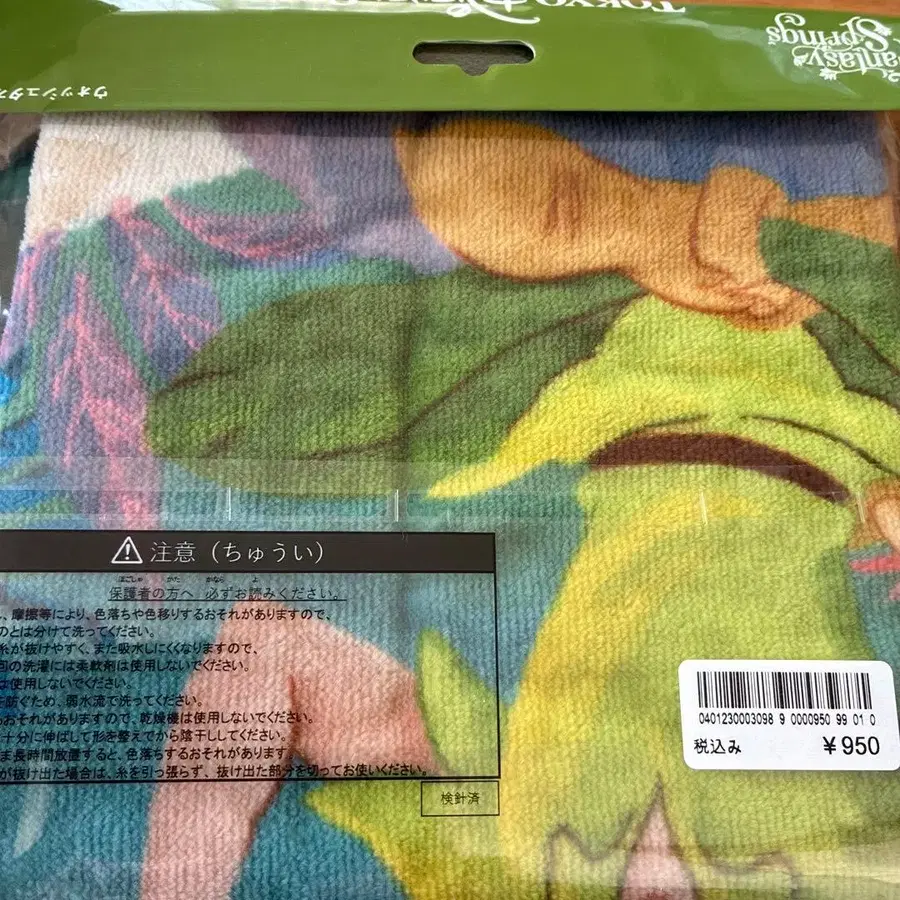 TOKYO Disney
Fantasy
Springs
ウォッシュタオ
注意（ちゅうい）
保護者の方へ 必ずお読みください。
、摩擦等により、色落ちや色移りするおそれがありますので、
のとは分けて洗ってください。
糸が抜けやすく、また吸水しにくくなりますので、
回の洗濯には柔軟剤は使用しないでください。
は使用しないでください。
を防ぐため、弱水流で洗ってください。
るおそれがありますので、乾燥機は使用しないでください。
十分に伸ばして形を整えてから陰干ししてください。
ま長時間放置すると、色落ちするおそれがあります
が抜け出た場合は、糸を引っ張らず、抜け出た部分を切ってお使いください。
検針済
0401230003098 9 0000950 99 01 0
税込み ¥950